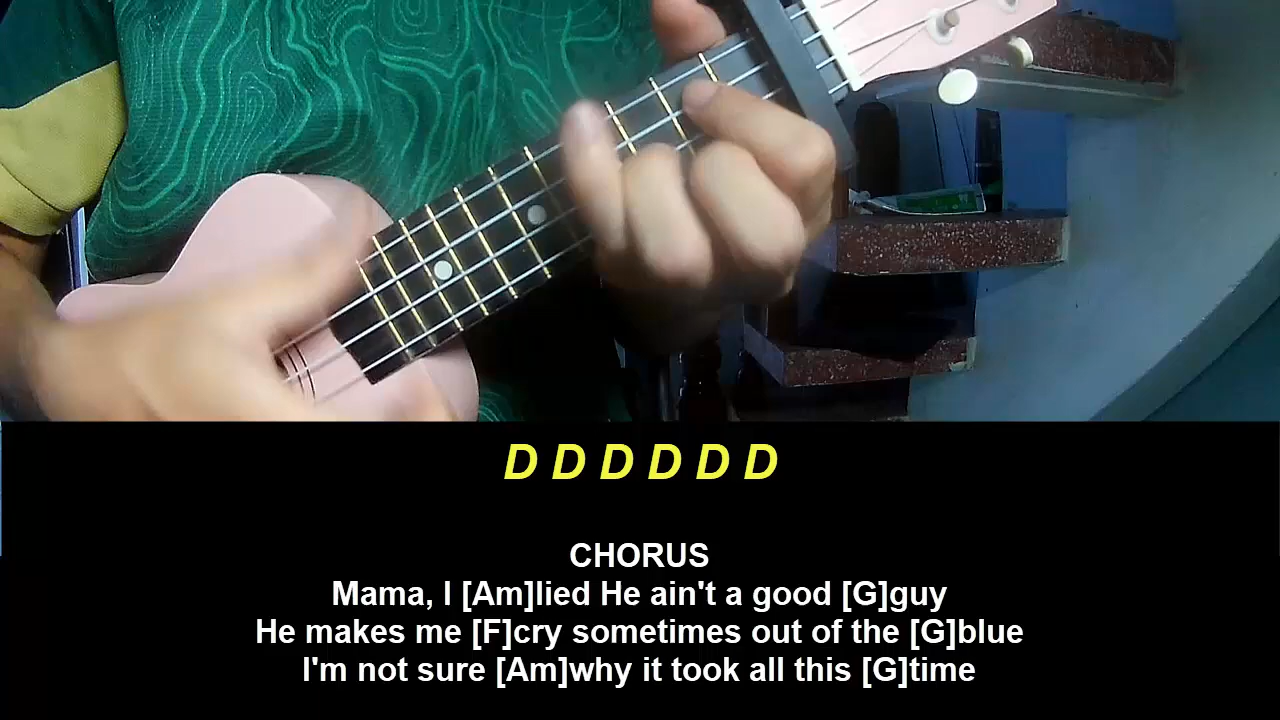 D D D D D D
CHORUS
Mama, I [Am]lied He ain't a good [G]guy
He makes me [F]cry sometimes out of the [G]blue
I'm not sure [Am]why it took all this [G]time